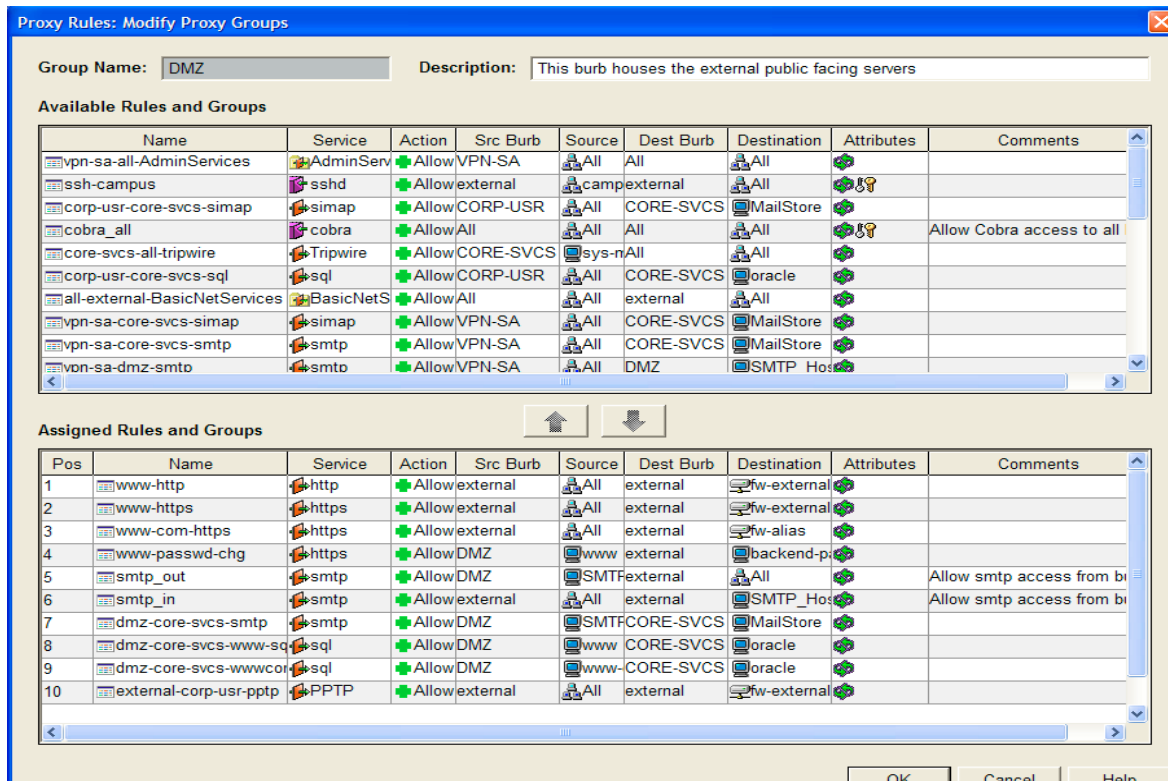 Proxy Rules: Modify Proxy Groups
Group Name: DMZ Description: This burb houses the external public facing servers
Available Rules and Groups
Name Service Action Src Burb Source Dest Burb Destination Attributes Comments
vpn-sa-all-AdminServices AdminServ Allow VPN-SA All All All
ssh-campus sshd Allow external camp external All
corp-usr-core-svcs-simap simap Allow CORP-USR All CORE-SVCS MailStore
cobra_all cobra Allow All All All All Allow Cobra access to all
core-svcs-all-tripwire Tripwire Allow CORE-SVCS sys-m All All
corp-usr-core-svcs-sql sql Allow CORP-USR All CORE-SVCS oracle
all-external-BasicNetServices BasicNetS Allow All All external All
vpn-sa-core-svcs-simap simap Allow VPN-SA All CORE-SVCS MailStore
vpn-sa-core-svcs-smtp smtp Allow VPN-SA All CORE-SVCS MailStore
vpn-sa-dmz-smtp smtp Allow VPN-SA All DMZ SMTP_Hos
Assigned Rules and Groups
Pos Name Service Action Src Burb Source Dest Burb Destination Attributes Comments
1 www-http http Allow external All external fw-external
2 www-https https Allow external All external fw-external
3 www-com-https https Allow external All external fw-alias
4 www-passwd-chg https Allow DMZ www external backend-pa
5 smtp_out smtp Allow DMZ SMTP external All Allow smtp access from bu
6 smtp_in smtp Allow external All external SMTP_Hos Allow smtp access from bu
7 dmz-core-svcs-smtp smtp Allow DMZ SMTP CORE-SVCS MailStore
8 dmz-core-svcs-www-sq sql Allow DMZ www CORE-SVCS oracle
9 dmz-core-svcs-wwwcor sql Allow DMZ www- CORE-SVCS oracle
10 external-corp-usr-pptp PPTP Allow external All external fw-external
OK Cancel Help